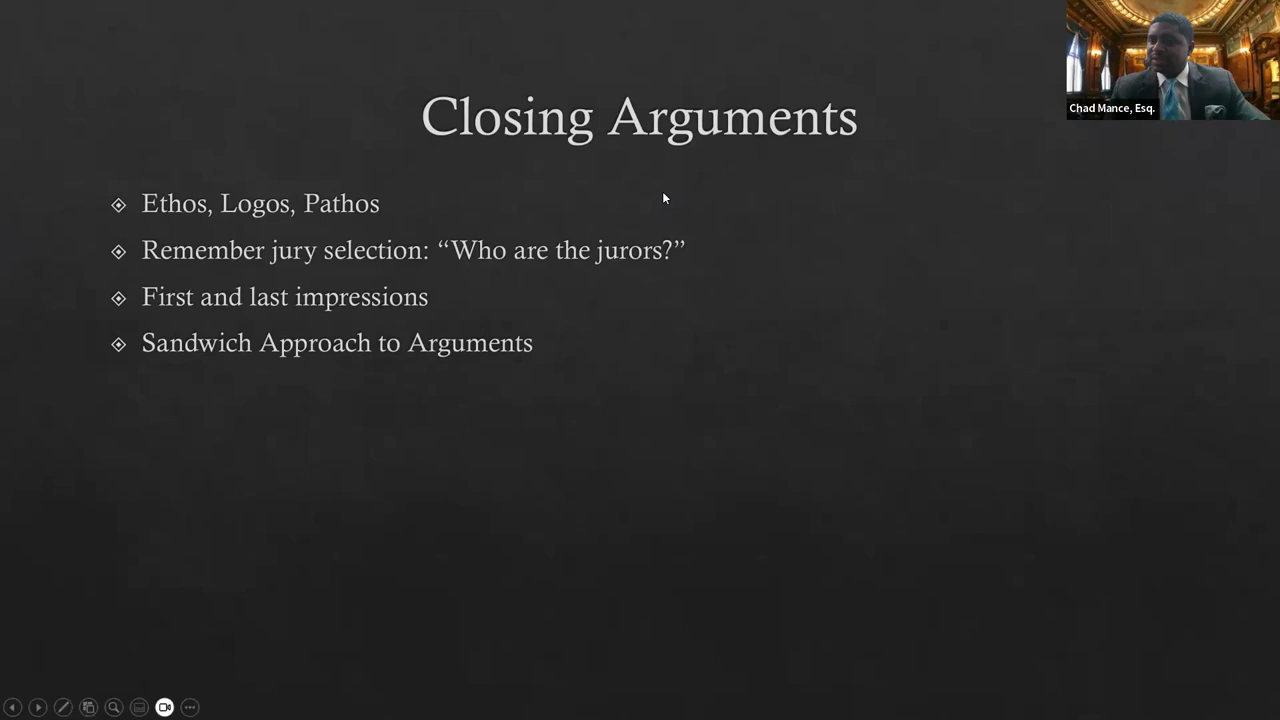 Closing Arguments
Chad Mance, Esq.
Ethos, Logos, Pathos
Remember jury selection: “Who are the jurors?”
First and last impressions
Sandwich Approach to Arguments